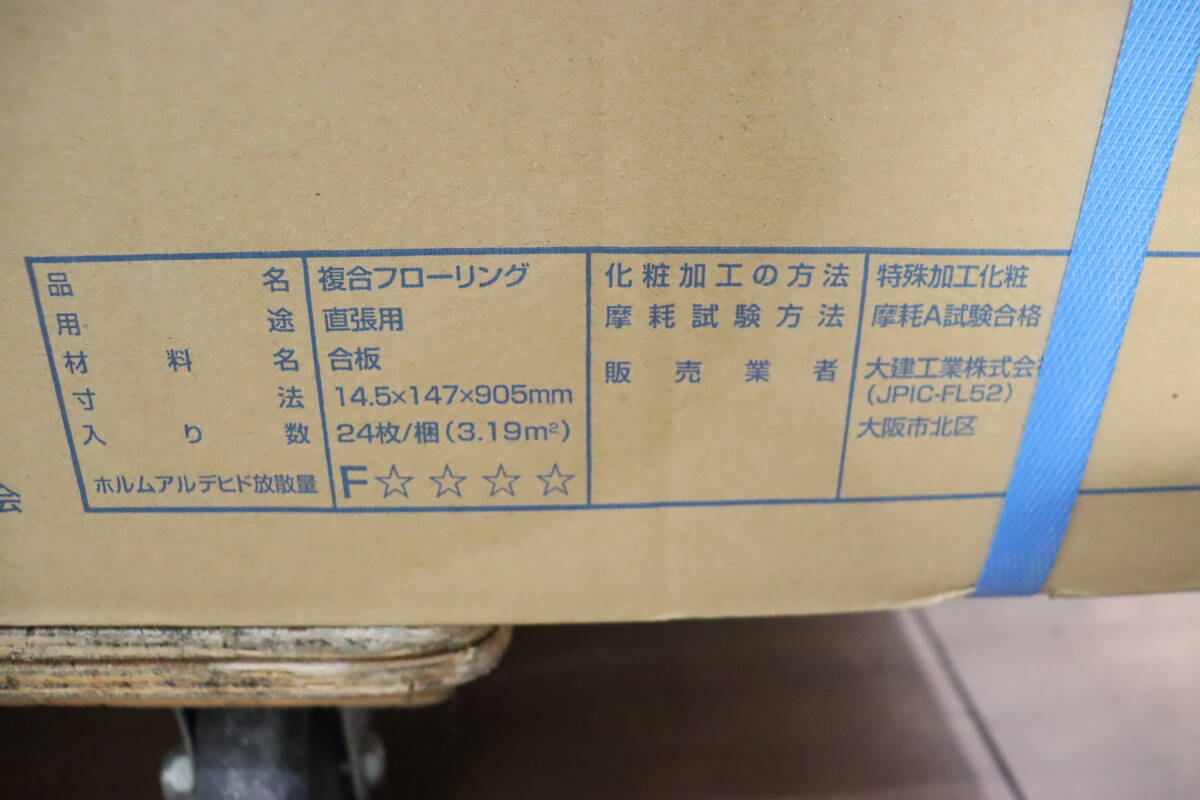 品名 複合フローリング
用途 直張用
材料名 合板
寸法 14.5×147×905mm
入り数 24枚/梱(3.19m²)
ホルムアルデヒド放散量 F☆☆☆☆
化粧加工の方法 特殊加工化粧
摩耗試験方法 摩耗A試験合格
販売業者 大建工業株式会
(JPIC-FL52)
大阪市北区
会